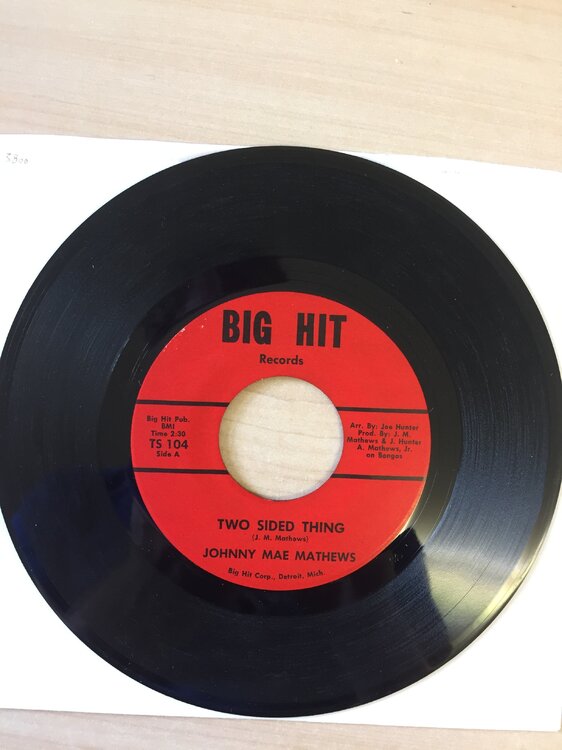 3800
BIG HIT
Records
Big Hit Pub.
BMI
Time 2:30
TS 104
Side A
Arr. By: Joe Hunter
Prod. By: J. M.
Mathews & J. Hunter
A. Mathews, Jr.
on Bongos
TWO SIDED THING
(J. M. Mathews)
JOHNNY MAE MATHEWS
Big Hit Corp., Detroit, Mich.